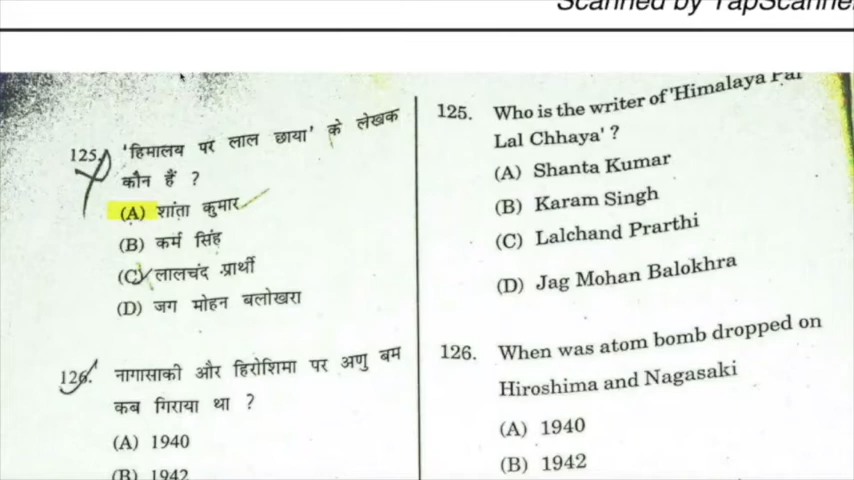 Scanned by TapScanner
125. 'हिमालय पर लाल छाया' के लेखक
कौन हैं ?
(A) शांता कुमार
(B) कर्म सिंह
(C) लालचंद प्रार्थी
(D) जग मोहन बलोखरा
126. नागासाकी और हिरोशिमा पर अणु बम
कब गिराया था ?
(A) 1940
(B) 1942
125. Who is the writer of 'Himalaya Par
Lal Chhaya' ?
(A) Shanta Kumar
(B) Karam Singh
(C) Lalchand Prarthi
(D) Jag Mohan Balokhra
126. When was atom bomb dropped on
Hiroshima and Nagasaki
(A) 1940
(B) 1942